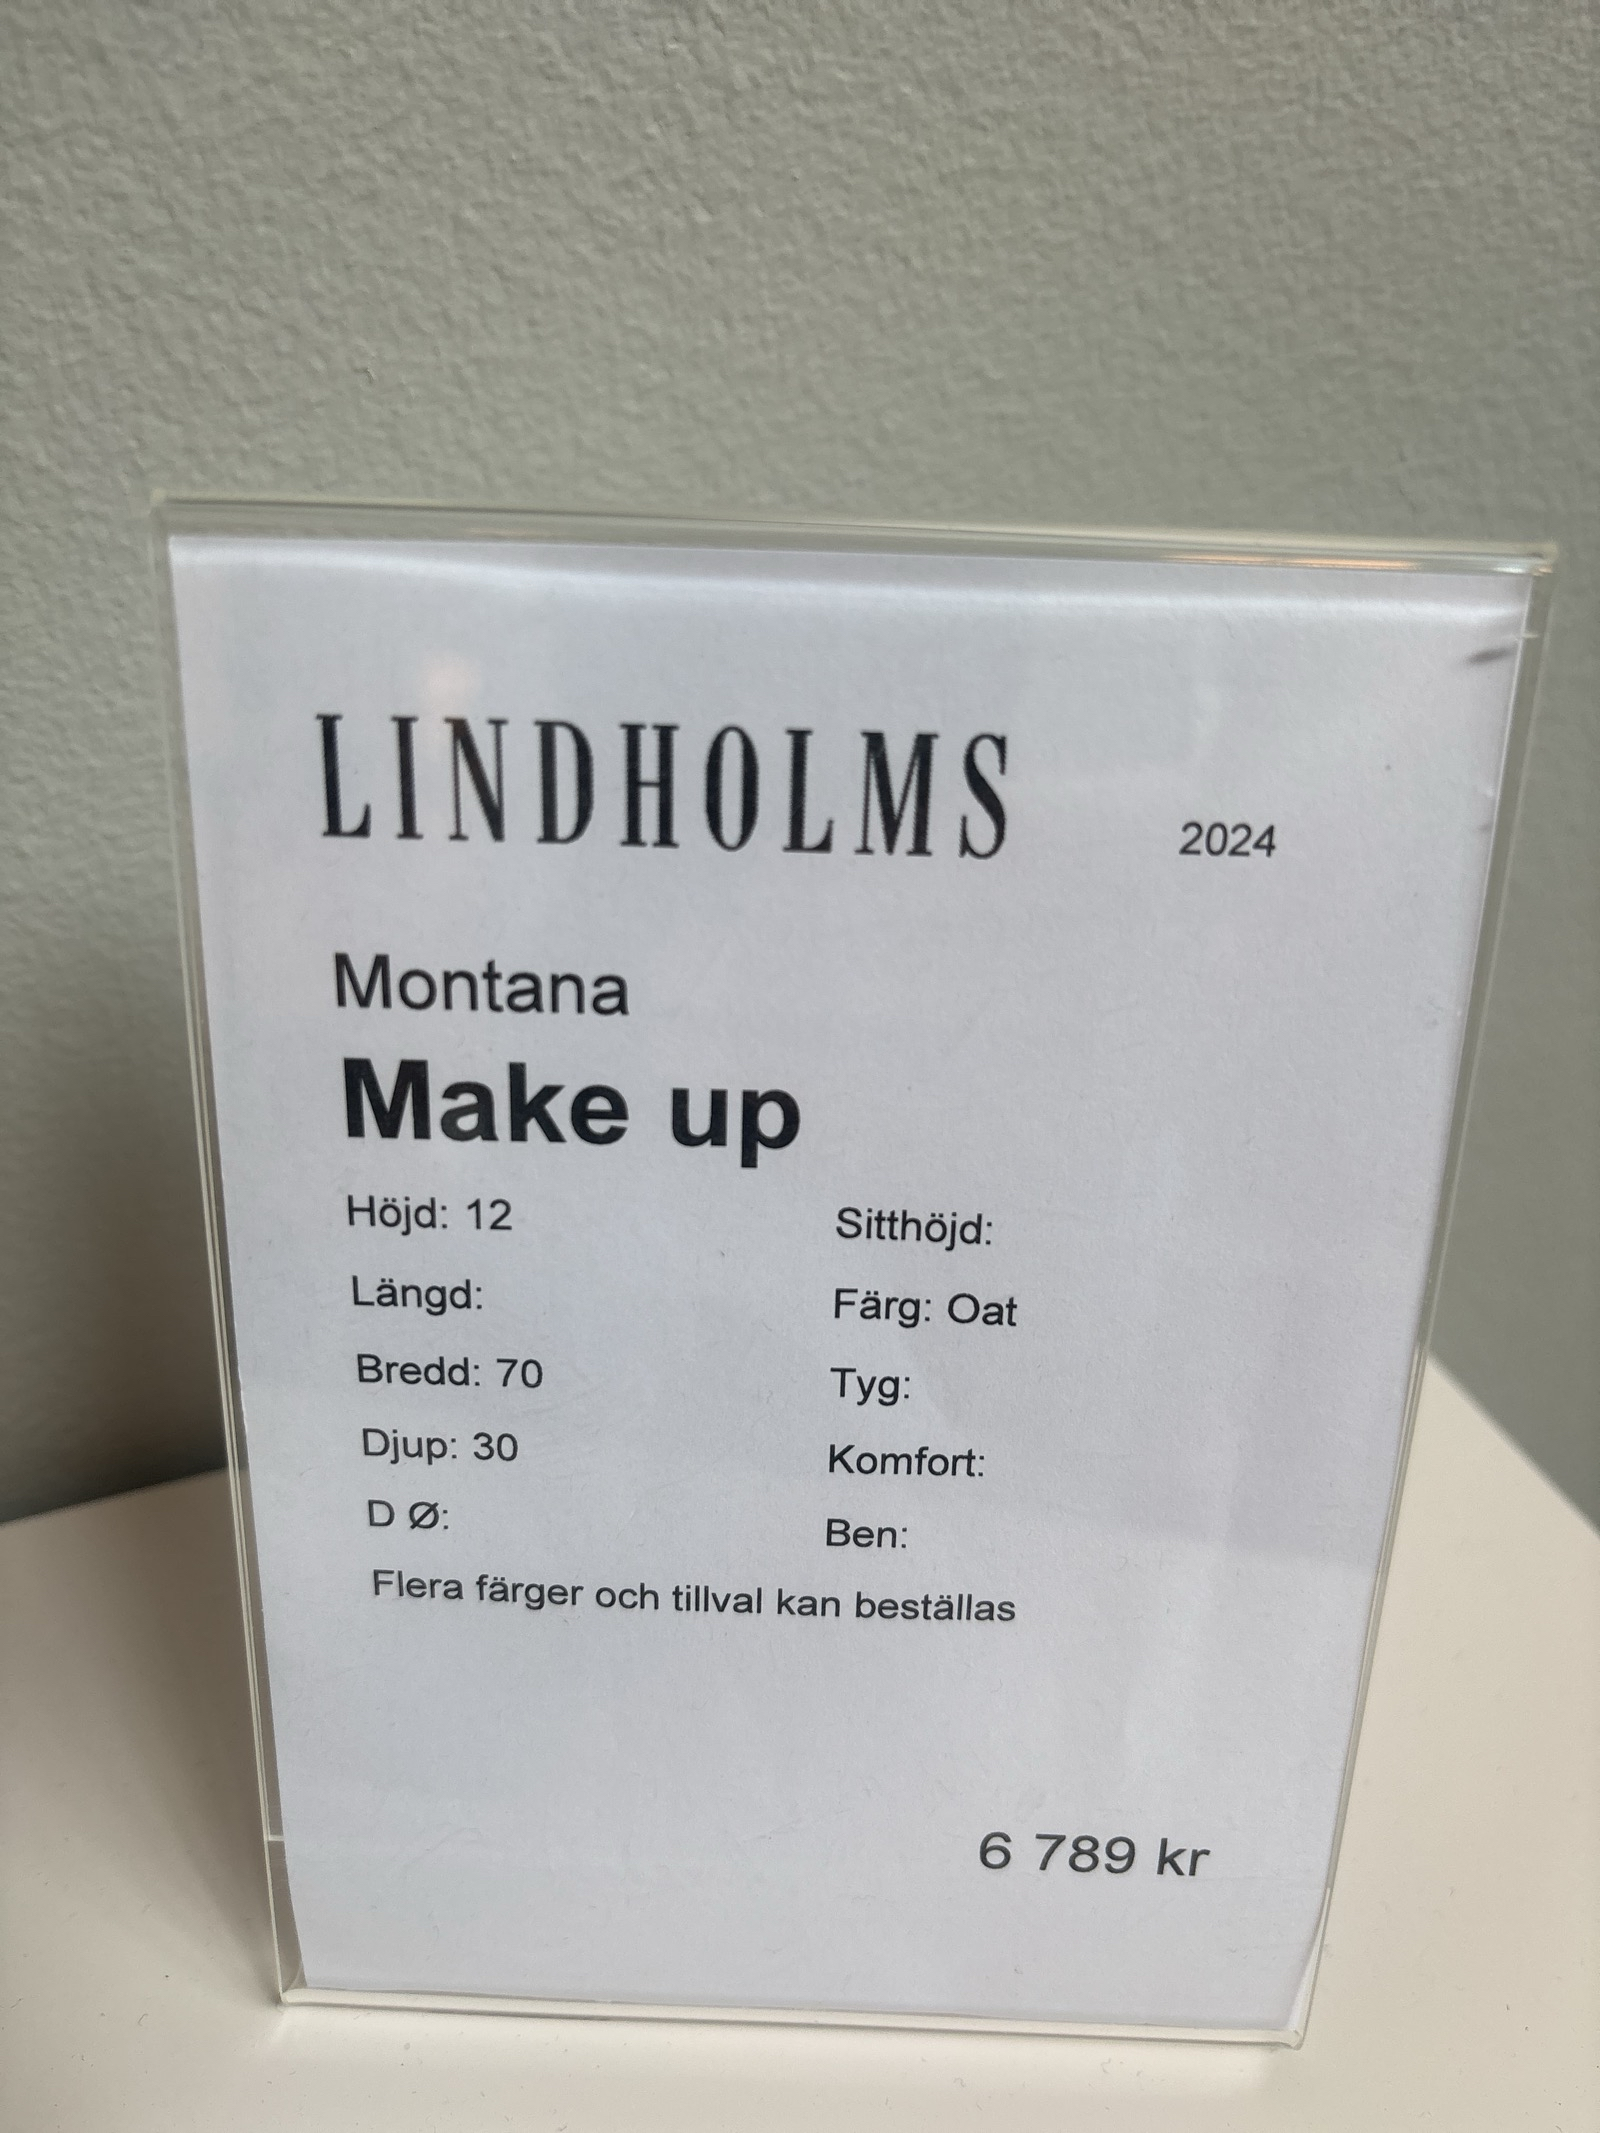 LINDHOLMS 2024
Montana
Make up
Höjd: 12 Sitthöjd:
Längd: Färg: Oat
Bredd: 70 Tyg:
Djup: 30 Komfort:
D Ø: Ben:
Flera färger och tillval kan beställas
6 789 kr